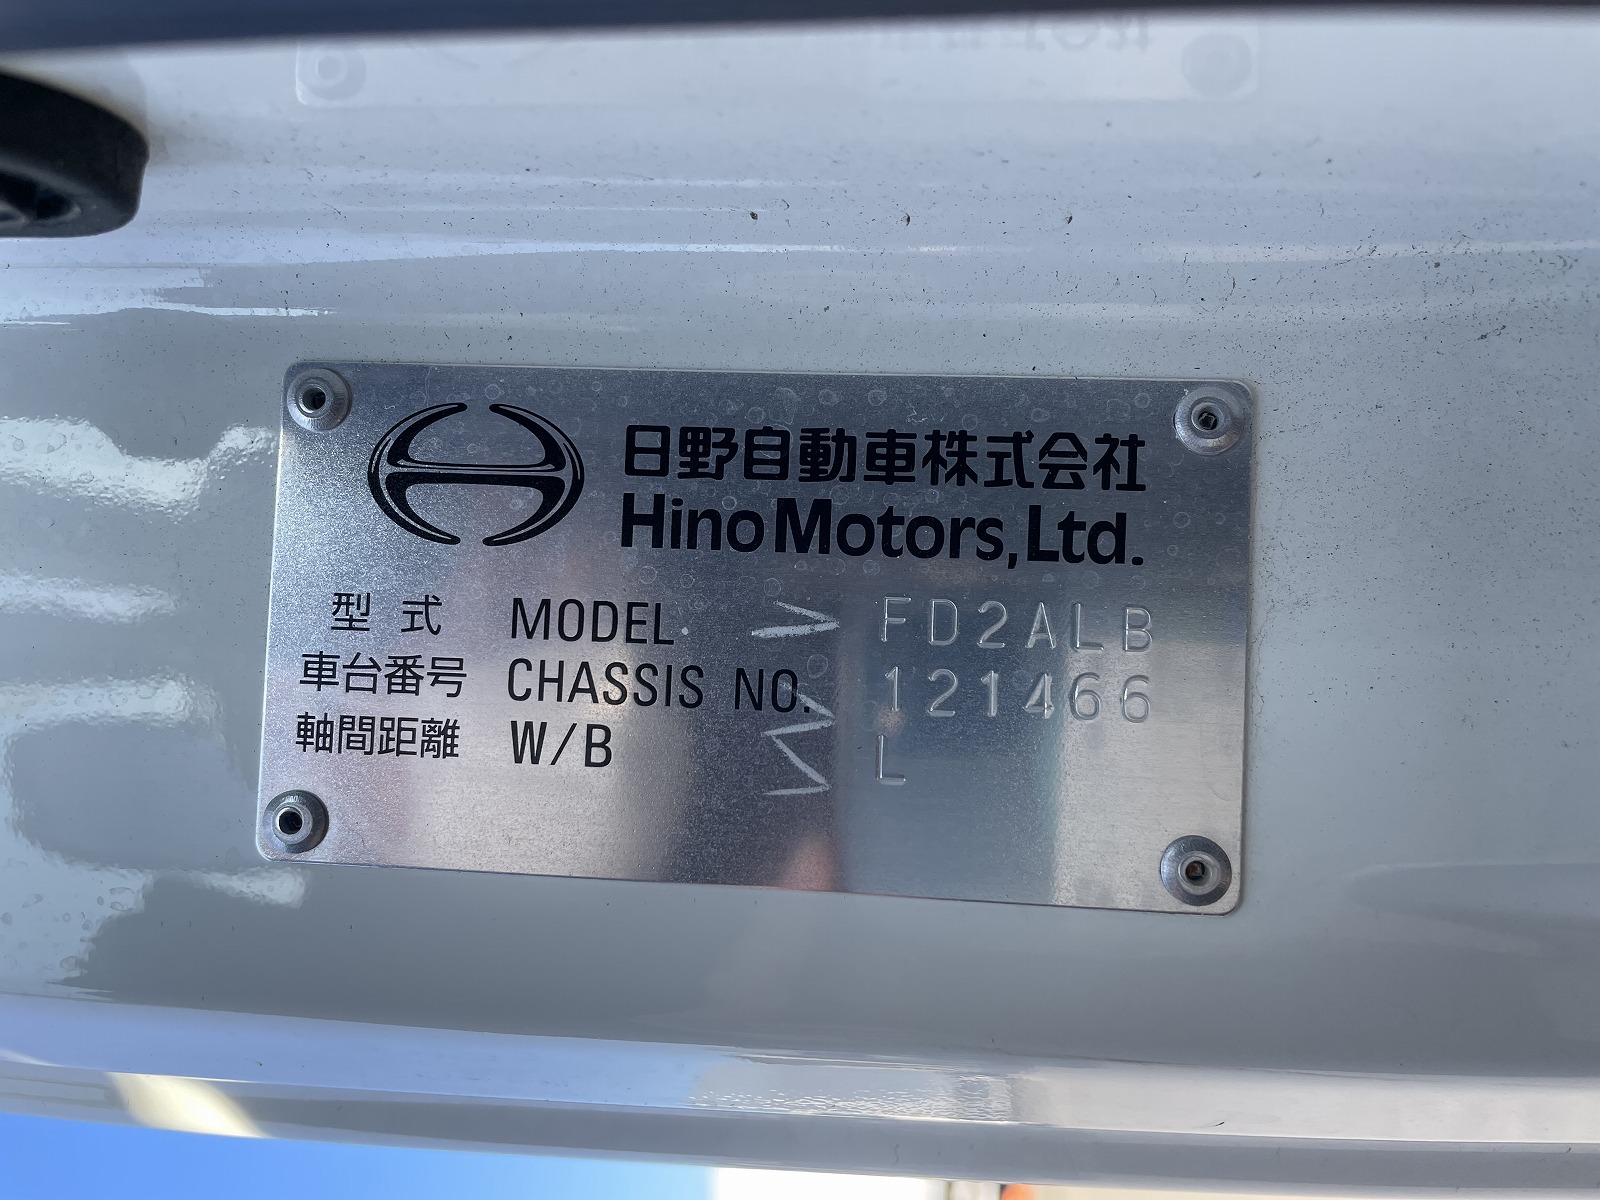 日野自動車株式会社
Hino Motors, Ltd.
型式 MODEL FD2ALB
車台番号 CHASSIS NO. 121466
軸間距離 W/B L